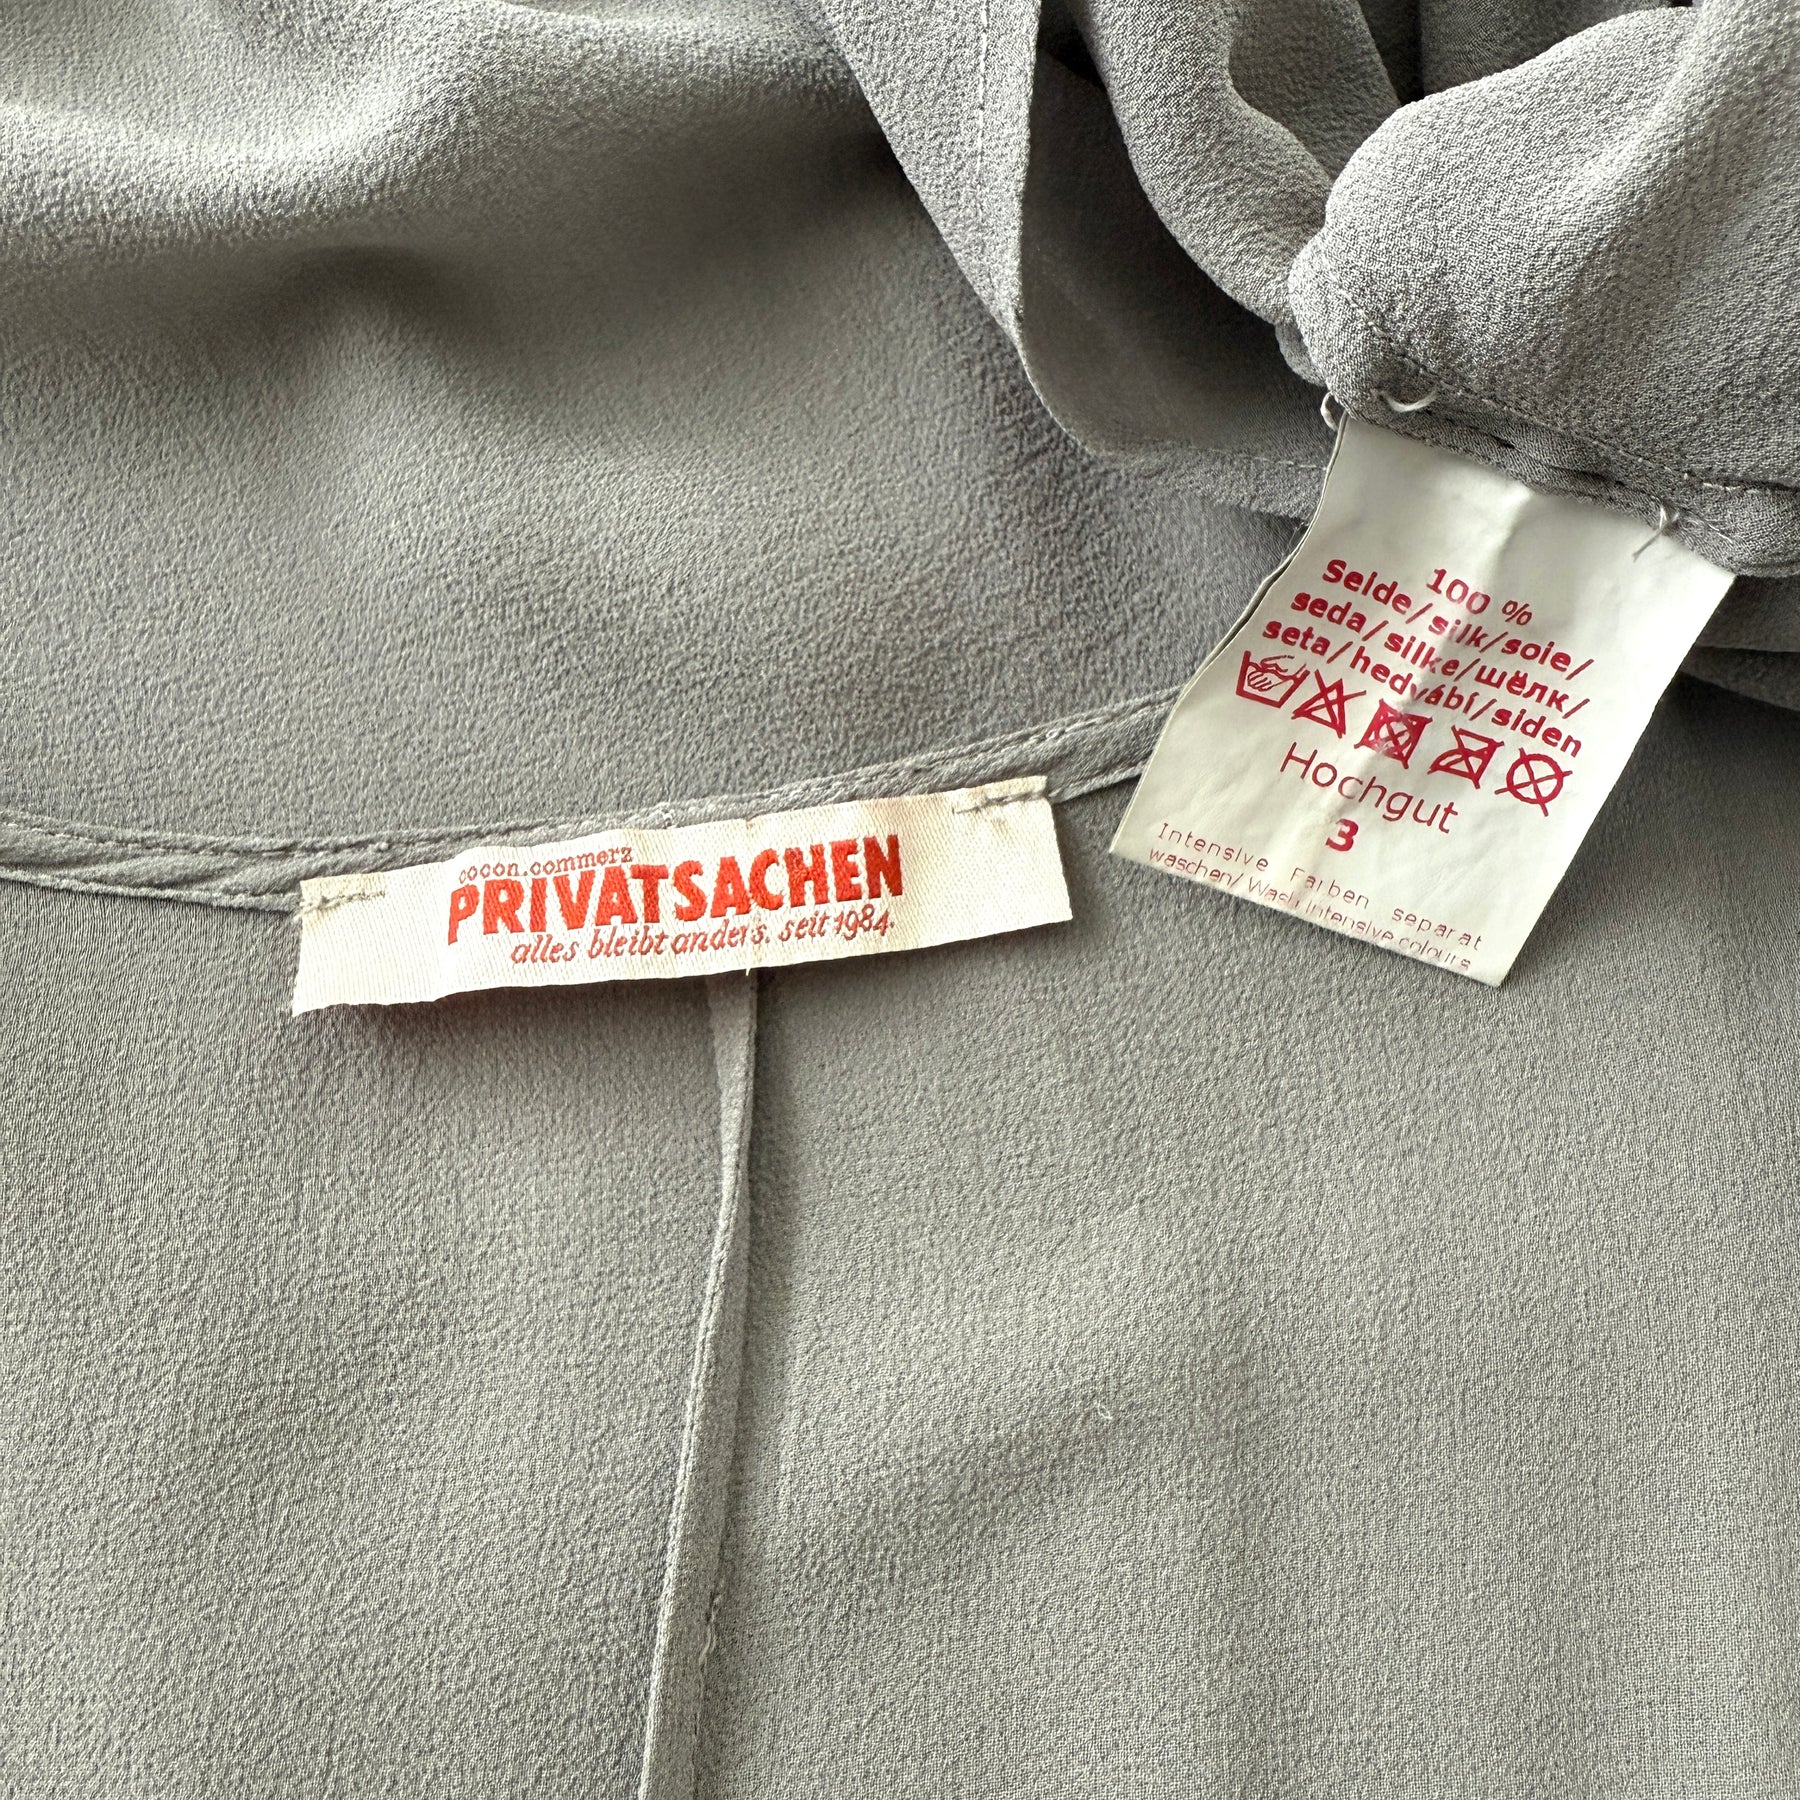 cocon.commerz
PRIVATSACHEN
alles bleibt anders. seit 1984.
100 %
Seide/silk/soie/
seda/silke/шёлк/
seta/hedvábí/siden
Hochgut
3
Intensive Farben separat
waschen/ Wash intensive colours